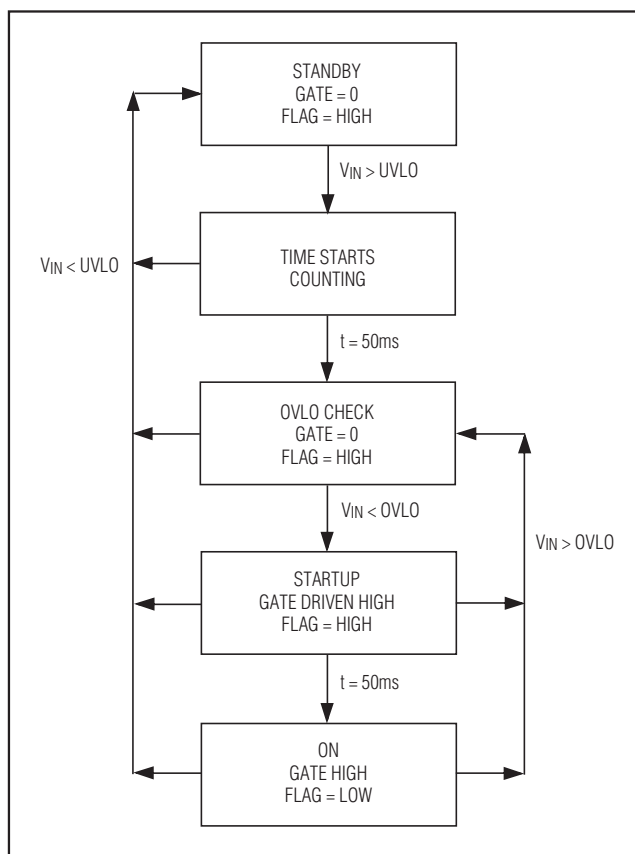 STANDBY
GATE = 0
FLAG = HIGH
VIN > UVLO
TIME STARTS
COUNTING
VIN < UVLO
t = 50ms
OVLO CHECK
GATE = 0
FLAG = HIGH
VIN < OVLO
VIN > OVLO
STARTUP
GATE DRIVEN HIGH
FLAG = HIGH
t = 50ms
ON
GATE HIGH
FLAG = LOW